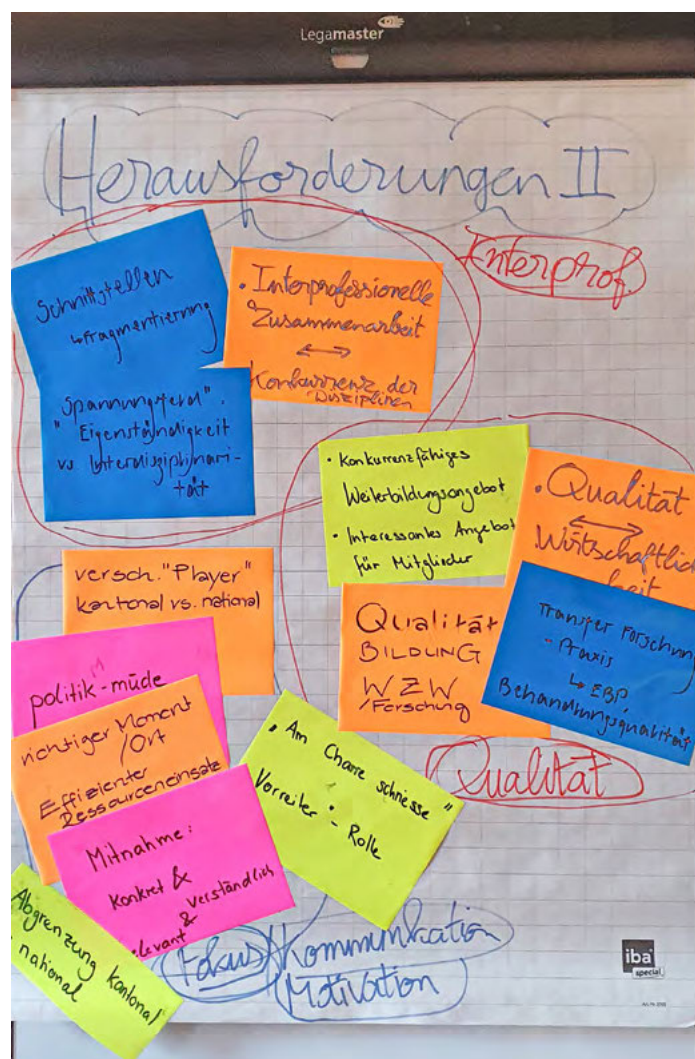 Legamaster
Herausforderungen II
Interprof.
Schnittstellen
↳ Fragmentierung
• Interprofessionelle
Zusammenarbeit
↔
Konkurrenz der
Disziplinen
"Spannungsfeld"
"Eigenständigkeit
vs Interdisziplinari-
tät
• Konkurrenzfähiges
Weiterbildungsangebot
• Interessantes Angebot
für Mitglieder
• Qualität
↔
Wirtschaftlich
keit
Qualität
BILDUNG
WZW
/Forschung
Transfer Forschung
- Praxis
↳ EBP,
Behandlungsqualität
Qualität
versch. "Player"
kantonal vs. national
politik-müde
richtiger Moment
/Ort
Effizienter
Ressourceneinsatz
"Am Charre schriesse"
Vorreiter-Rolle
Mitnahme:
Konkret &
verständlich
&
relevant
Abgrenzung kantonal
national
Fokus/Kommunikation
Motivation
iba
special.